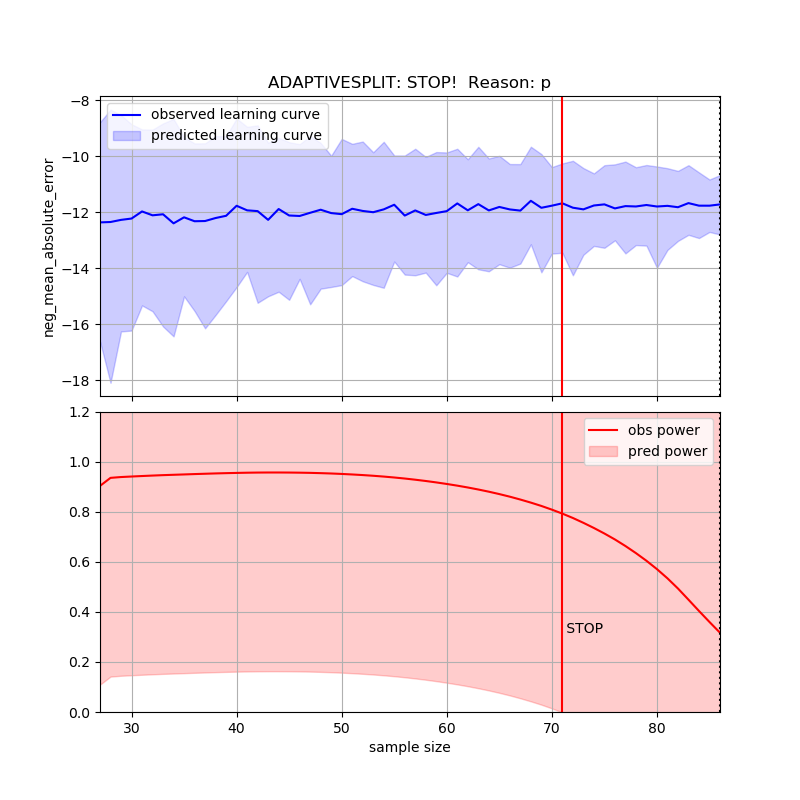 ADAPTIVESPLIT: STOP!  Reason: p
observed learning curve
predicted learning curve
neg_mean_absolute_error
−8
−10
−12
−14
−16
−18
obs power
pred power
1.2
1.0
0.8
0.6
0.4
0.2
0.0
STOP
30 40 50 60 70 80
sample size